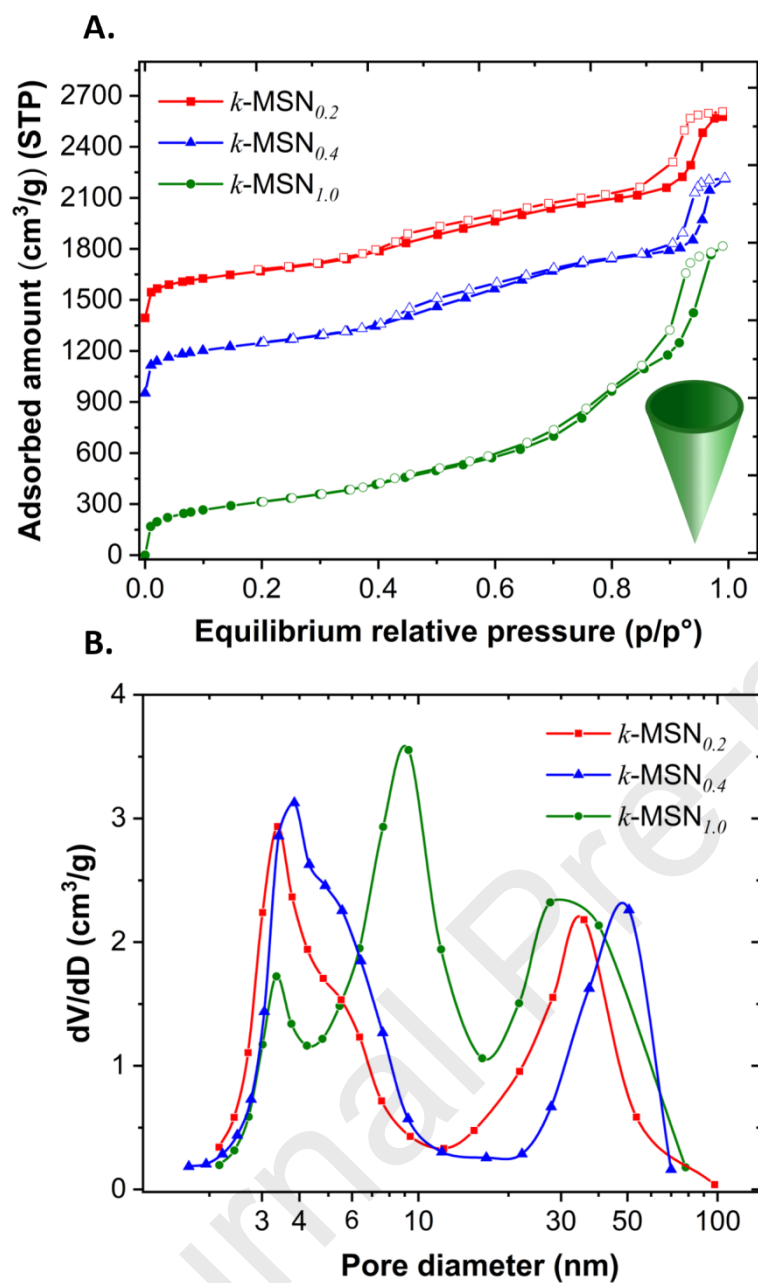 A.
Adsorbed amount (cm³/g) (STP)
2700
2400
2100
1800
1500
1200
900
600
300
0
k-MSN0.2
k-MSN0.4
k-MSN1.0
0.0 0.2 0.4 0.6 0.8 1.0
Equilibrium relative pressure (p/p°)
B.
dV/dD (cm³/g)
4
3
2
1
0
k-MSN0.2
k-MSN0.4
k-MSN1.0
3 4 6 10 30 50 100
Pore diameter (nm)